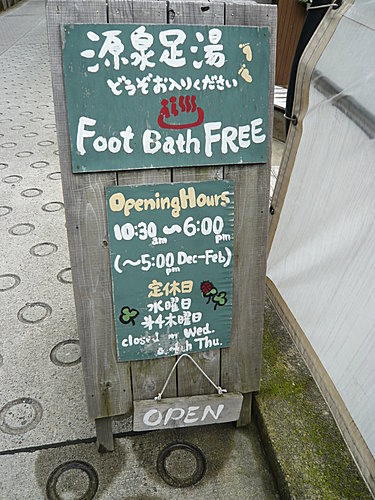 源泉足湯
どうぞお入りください
Foot Bath FREE
Opening Hours
10:30am ~ 6:00pm
(~5:00pm Dec-Feb)
定休日
水曜日
第4木曜日
closed on Wed.
& 4th Thu.
OPEN